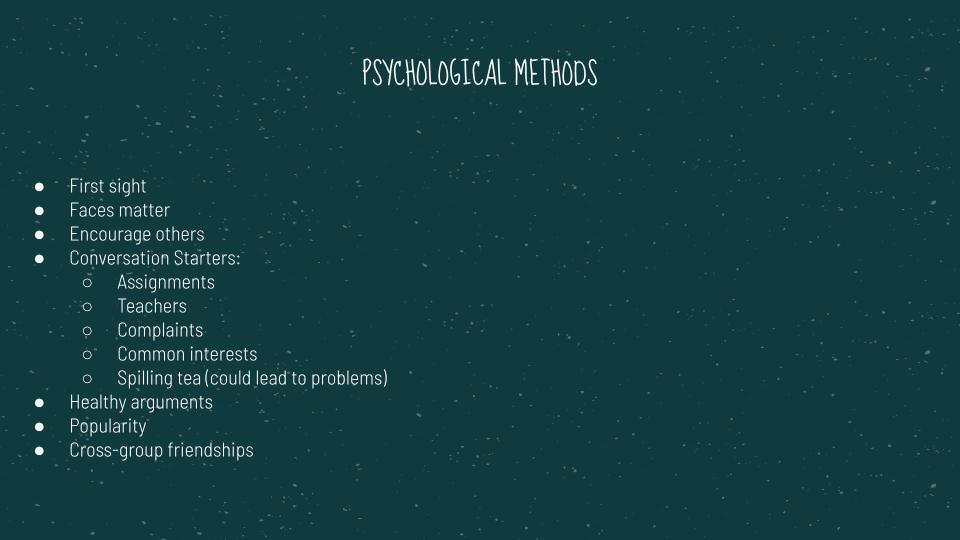 PSYCHOLOGICAL METHODS
● First sight
● Faces matter
● Encourage others
● Conversation Starters:
○ Assignments
○ Teachers
○ Complaints
○ Common interests
○ Spilling tea (could lead to problems)
● Healthy arguments
● Popularity
● Cross-group friendships